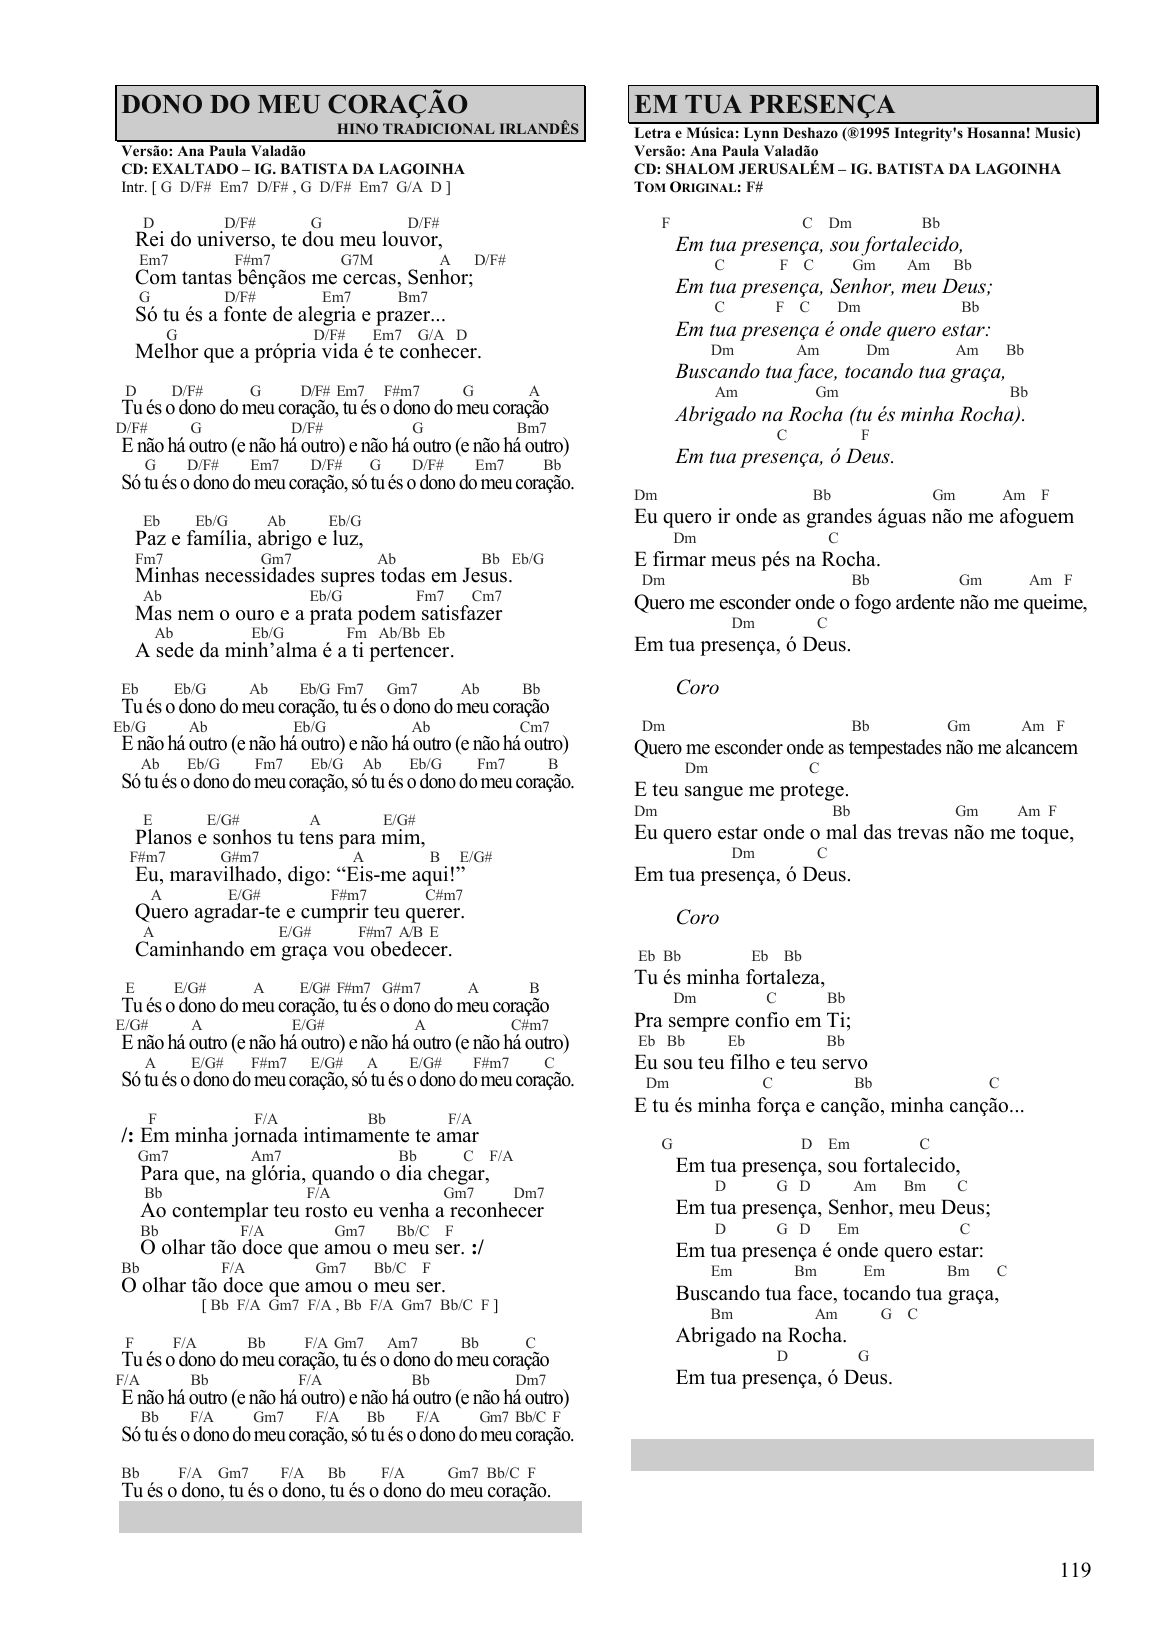 DONO DO MEU CORAÇÃO
HINO TRADICIONAL IRLANDÊS
Versão: Ana Paula Valadão
CD: EXALTADO – IG. BATISTA DA LAGOINHA
Intr. [ G D/F# Em7 D/F# , G D/F# Em7 G/A D ]
D D/F# G D/F#
Rei do universo, te dou meu louvor,
Em7 F#m7 G7M A D/F#
Com tantas bênçãos me cercas, Senhor;
G D/F# Em7 Bm7
Só tu és a fonte de alegria e prazer...
G D/F# Em7 G/A D
Melhor que a própria vida é te conhecer.
D D/F# G D/F# Em7 F#m7 G A
Tu és o dono do meu coração, tu és o dono do meu coração
D/F# G D/F# G Bm7
E não há outro (e não há outro) e não há outro (e não há outro)
G D/F# Em7 D/F# G D/F# Em7 Bb
Só tu és o dono do meu coração, só tu és o dono do meu coração.
Eb Eb/G Ab Eb/G
Paz e família, abrigo e luz,
Fm7 Gm7 Ab Bb Eb/G
Minhas necessidades supres todas em Jesus.
Ab Eb/G Fm7 Cm7
Mas nem o ouro e a prata podem satisfazer
Ab Eb/G Fm Ab/Bb Eb
A sede da minh’alma é a ti pertencer.
Eb Eb/G Ab Eb/G Fm7 Gm7 Ab Bb
Tu és o dono do meu coração, tu és o dono do meu coração
Eb/G Ab Eb/G Ab Cm7
E não há outro (e não há outro) e não há outro (e não há outro)
Ab Eb/G Fm7 Eb/G Ab Eb/G Fm7 B
Só tu és o dono do meu coração, só tu és o dono do meu coração.
E E/G# A E/G#
Planos e sonhos tu tens para mim,
F#m7 G#m7 A B E/G#
Eu, maravilhado, digo: “Eis-me aqui!”
A E/G# F#m7 C#m7
Quero agradar-te e cumprir teu querer.
A E/G# F#m7 A/B E
Caminhando em graça vou obedecer.
E E/G# A E/G# F#m7 G#m7 A B
Tu és o dono do meu coração, tu és o dono do meu coração
E/G# A E/G# A C#m7
E não há outro (e não há outro) e não há outro (e não há outro)
A E/G# F#m7 E/G# A E/G# F#m7 C
Só tu és o dono do meu coração, só tu és o dono do meu coração.
F F/A Bb F/A
/: Em minha jornada intimamente te amar
Gm7 Am7 Bb C F/A
Para que, na glória, quando o dia chegar,
Bb F/A Gm7 Dm7
Ao contemplar teu rosto eu venha a reconhecer
Bb F/A Gm7 Bb/C F
O olhar tão doce que amou o meu ser. :/
Bb F/A Gm7 Bb/C F
O olhar tão doce que amou o meu ser.
[ Bb F/A Gm7 F/A , Bb F/A Gm7 Bb/C F ]
F F/A Bb F/A Gm7 Am7 Bb C
Tu és o dono do meu coração, tu és o dono do meu coração
F/A Bb F/A Bb Dm7
E não há outro (e não há outro) e não há outro (e não há outro)
Bb F/A Gm7 F/A Bb F/A Gm7 Bb/C F
Só tu és o dono do meu coração, só tu és o dono do meu coração.
Bb F/A Gm7 F/A Bb F/A Gm7 Bb/C F
Tu és o dono, tu és o dono, tu és o dono do meu coração.
EM TUA PRESENÇA
Letra e Música: Lynn Deshazo (®1995 Integrity's Hosanna! Music)
Versão: Ana Paula Valadão
CD: SHALOM JERUSALÉM – IG. BATISTA DA LAGOINHA
TOM ORIGINAL: F#
F C Dm Bb
Em tua presença, sou fortalecido,
C F C Gm Am Bb
Em tua presença, Senhor, meu Deus;
C F C Dm Bb
Em tua presença é onde quero estar:
Dm Am Dm Am Bb
Buscando tua face, tocando tua graça,
Am Gm Bb
Abrigado na Rocha (tu és minha Rocha).
C F
Em tua presença, ó Deus.
Dm Bb Gm Am F
Eu quero ir onde as grandes águas não me afoguem
Dm C
E firmar meus pés na Rocha.
Dm Bb Gm Am F
Quero me esconder onde o fogo ardente não me queime,
Dm C
Em tua presença, ó Deus.
Coro
Dm Bb Gm Am F
Quero me esconder onde as tempestades não me alcancem
Dm C
E teu sangue me protege.
Dm Bb Gm Am F
Eu quero estar onde o mal das trevas não me toque,
Dm C
Em tua presença, ó Deus.
Coro
Eb Bb Eb Bb
Tu és minha fortaleza,
Dm C Bb
Pra sempre confio em Ti;
Eb Bb Eb Bb
Eu sou teu filho e teu servo
Dm C Bb C
E tu és minha força e canção, minha canção...
G D Em C
Em tua presença, sou fortalecido,
D G D Am Bm C
Em tua presença, Senhor, meu Deus;
D G D Em C
Em tua presença é onde quero estar:
Em Bm Em Bm C
Buscando tua face, tocando tua graça,
Bm Am G C
Abrigado na Rocha.
D G
Em tua presença, ó Deus.
119